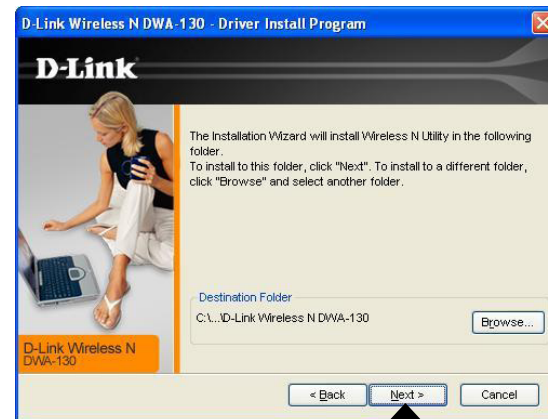 D-Link Wireless N DWA-130 - Driver Install Program
D-Link
The Installation Wizard will install Wireless N Utility in the following
folder.
To install to this folder, click "Next". To install to a different folder,
click "Browse" and select another folder.
Destination Folder
C:\...\D-Link Wireless N DWA-130
Browse...
D-Link Wireless N
DWA-130
< Back
Next >
Cancel